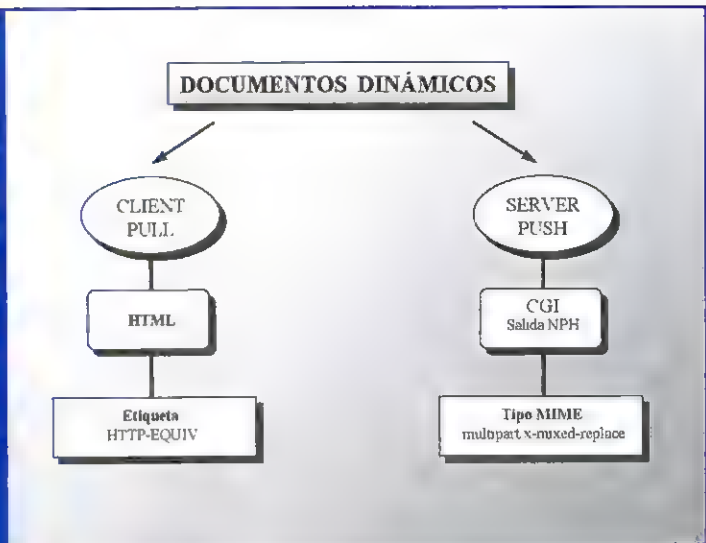 DOCUMENTOS DINÁMICOS
CLIENT
PULL
SERVER
PUSH
HTML
CGI
Salida NPH
Etiqueta
HTTP-EQUIV
Tipo MIME
multipart x-mixed-replace